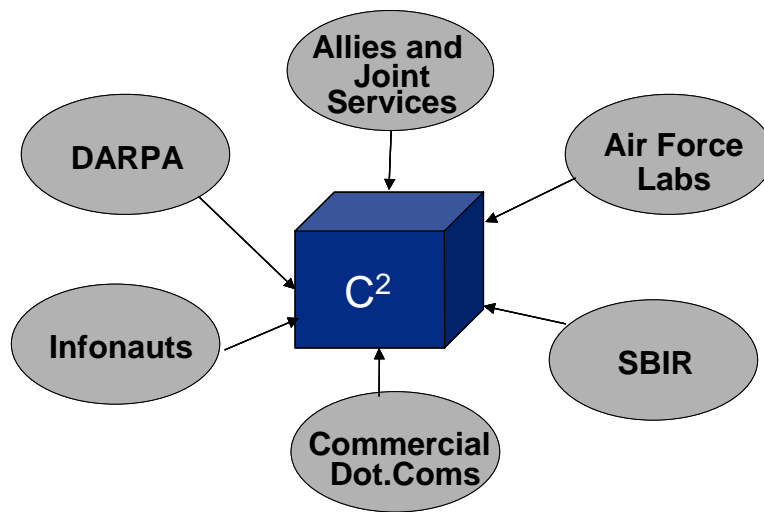 Allies and
Joint
Services
DARPA
Air Force
Labs
C²
Infonauts
SBIR
Commercial
Dot.Coms